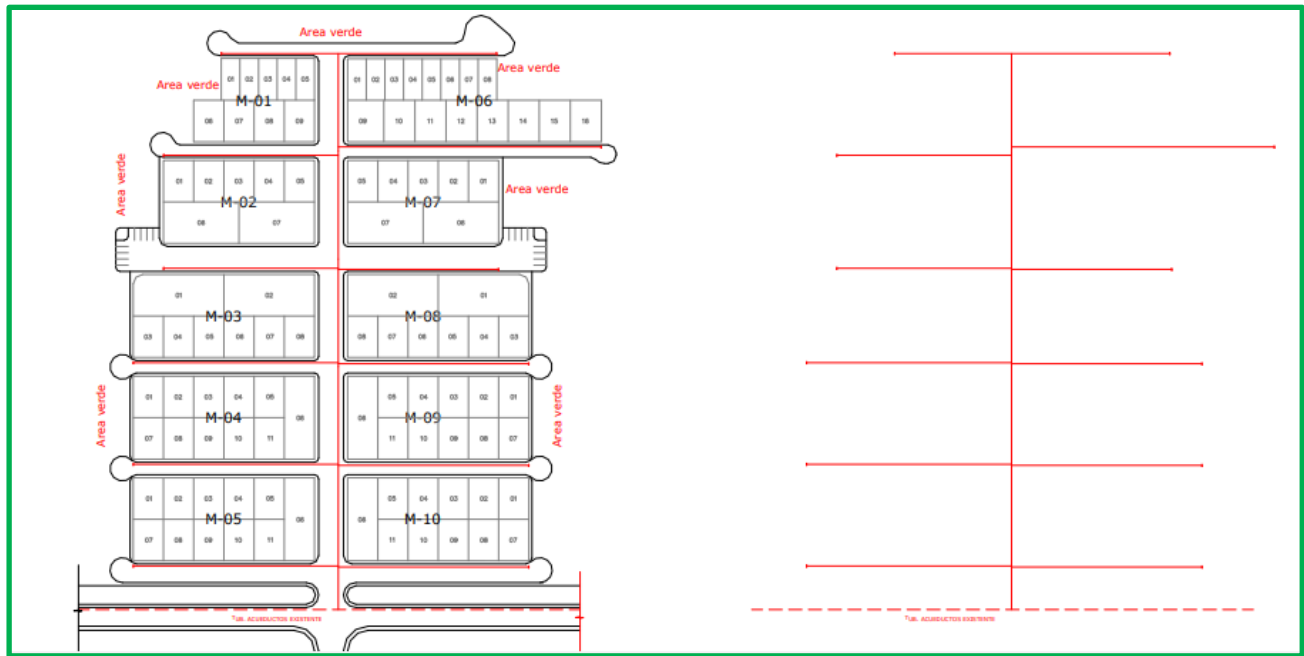 Area verde
Area verde
Area verde
01 02 03 04 05
01 02 03 04 05 06 07 08
M-01
M-06
06 07 08 09
09 10 11 12 13 14 15 16
Area verde
01 02 03 04 05
05 04 03 02 01
Area verde
M-02
M-07
06 07
07 06
01 02
02 01
M-03
M-08
03 04 05 06 07 08
08 07 06 05 04 03
Area verde
Area verde
01 02 03 04 05
05 04 03 02 01
M-04
06
06
M-09
07 08 09 10 11
11 10 09 08 07
01 02 03 04 05
05 04 03 02 01
M-05
06
06
M-10
07 08 09 10 11
11 10 09 08 07
TUB. ACUEDUCTOS EXISTENTE
TUB. ACUEDUCTOS EXISTENTE